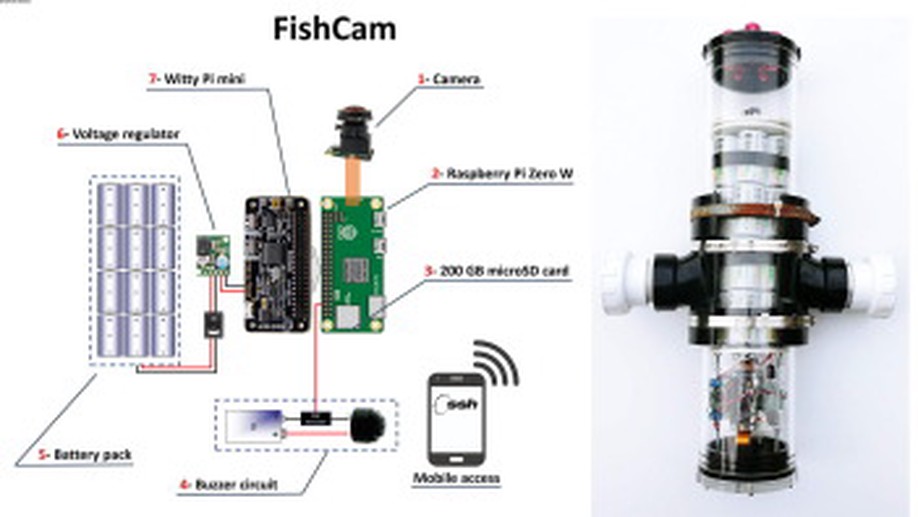 FishCam
7- Witty Pi mini
1- Camera
6- Voltage regulator
2- Raspberry Pi Zero W
3- 200 GB microSD card
ssh
5- Battery pack
4- Buzzer circuit
Mobile access